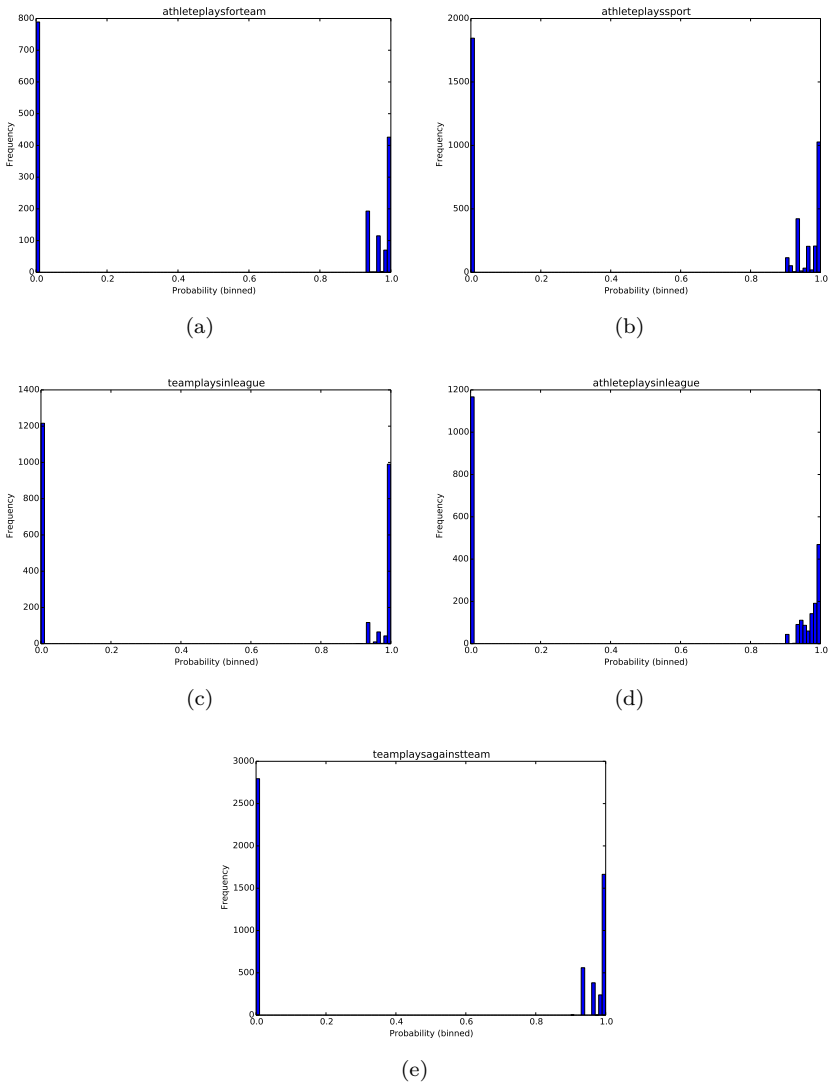 athleteplaysforteam
800
700
600
500
400
300
200
100
0
Frequency
0.0 0.2 0.4 0.6 0.8 1.0
Probability (binned)
(a)
athleteplayssport
2000
1500
1000
500
0
Frequency
0.0 0.2 0.4 0.6 0.8 1.0
Probability (binned)
(b)
teamplaysinleague
1400
1200
1000
800
600
400
200
0
Frequency
0.0 0.2 0.4 0.6 0.8 1.0
Probability (binned)
(c)
athleteplaysinleague
1200
1000
800
600
400
200
0
Frequency
0.0 0.2 0.4 0.6 0.8 1.0
Probability (binned)
(d)
teamplaysagainstteam
3000
2500
2000
1500
1000
500
0
Frequency
0.0 0.2 0.4 0.6 0.8 1.0
Probability (binned)
(e)